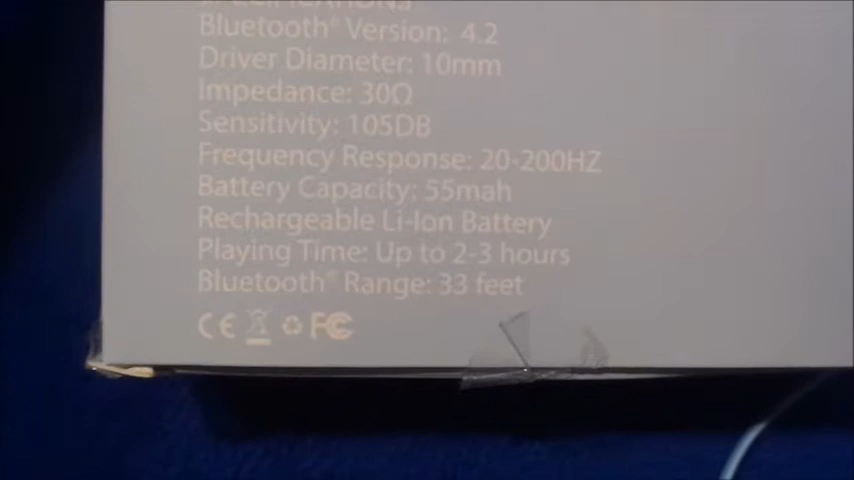 SPECIFICATIONS
Bluetooth® Version: 4.2
Driver Diameter: 10mm
Impedance: 30Ω
Sensitivity: 105DB
Frequency Response: 20-200HZ
Battery Capacity: 55mah
Rechargeable Li-Ion Battery
Playing Time: Up to 2-3 hours
Bluetooth® Range: 33 feet
CE FC